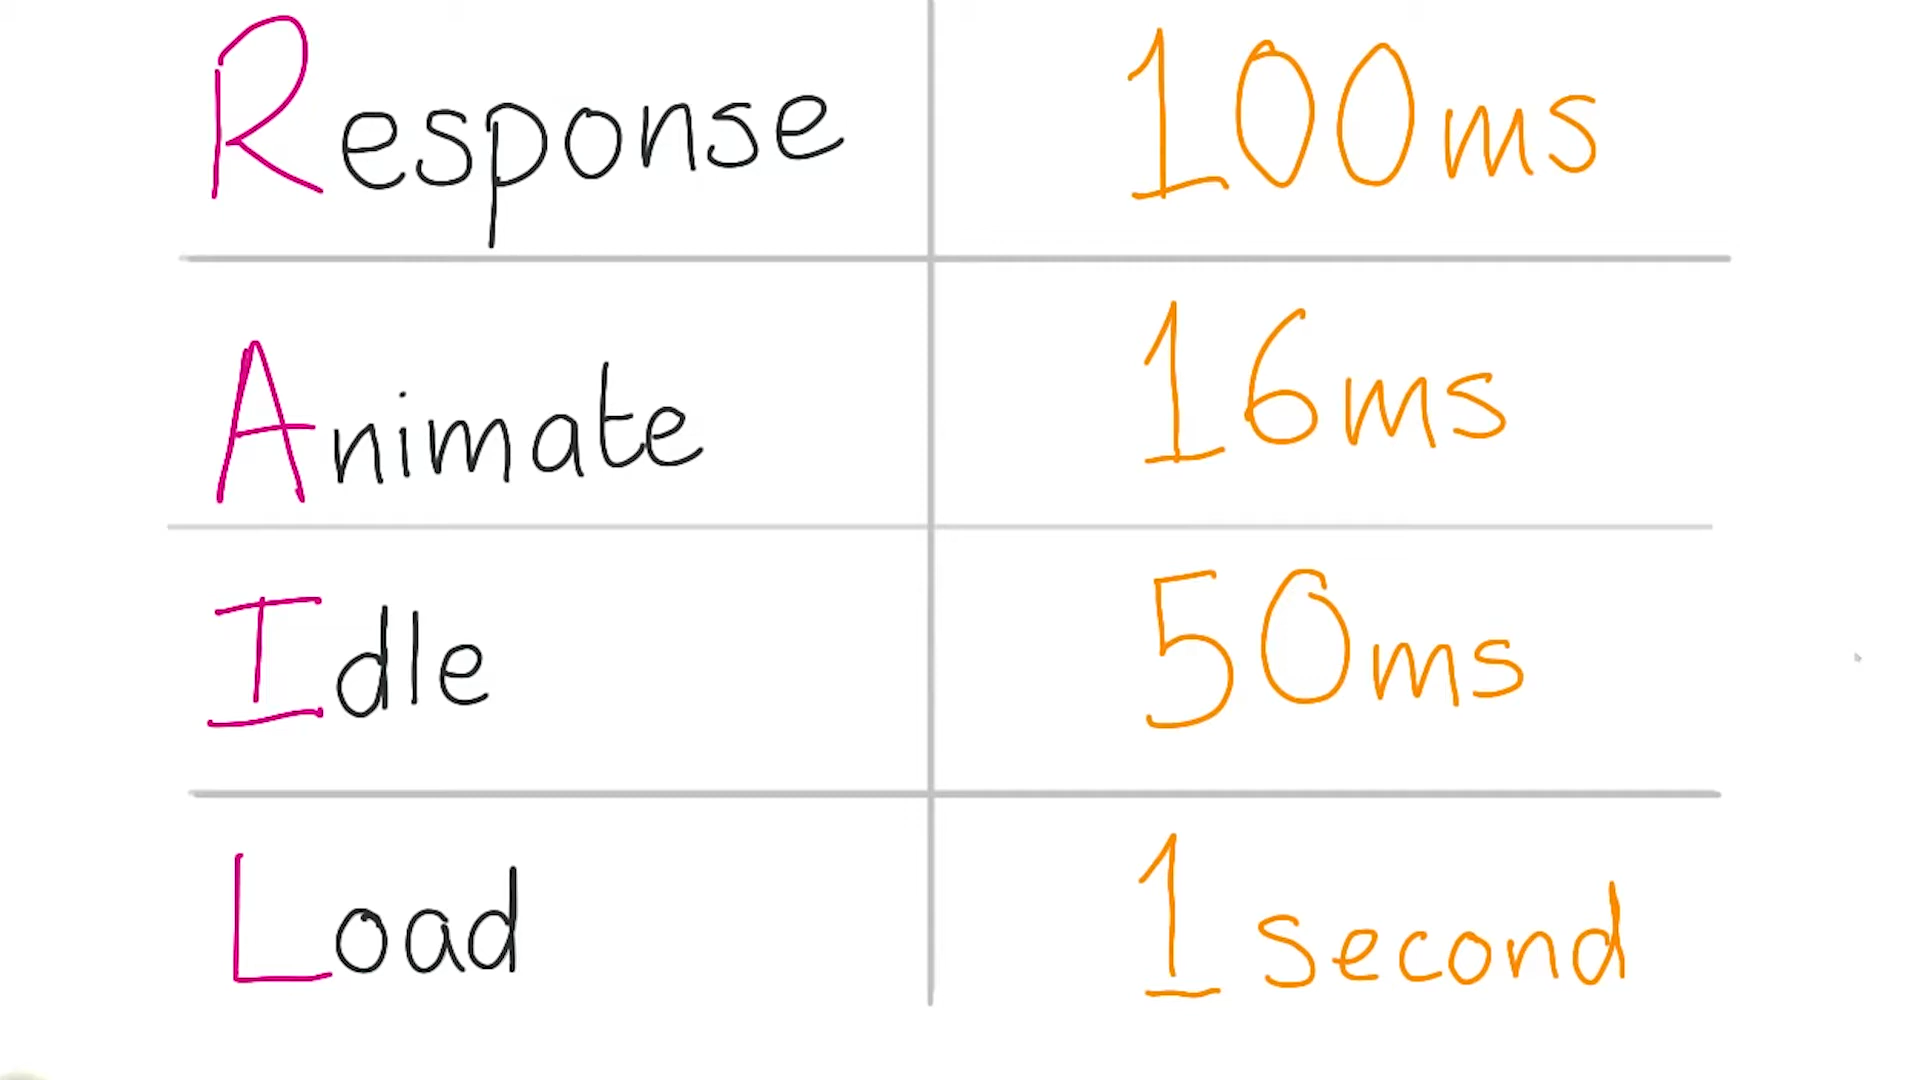 Response 100ms
Animate 16ms
Idle 50ms
Load 1 second